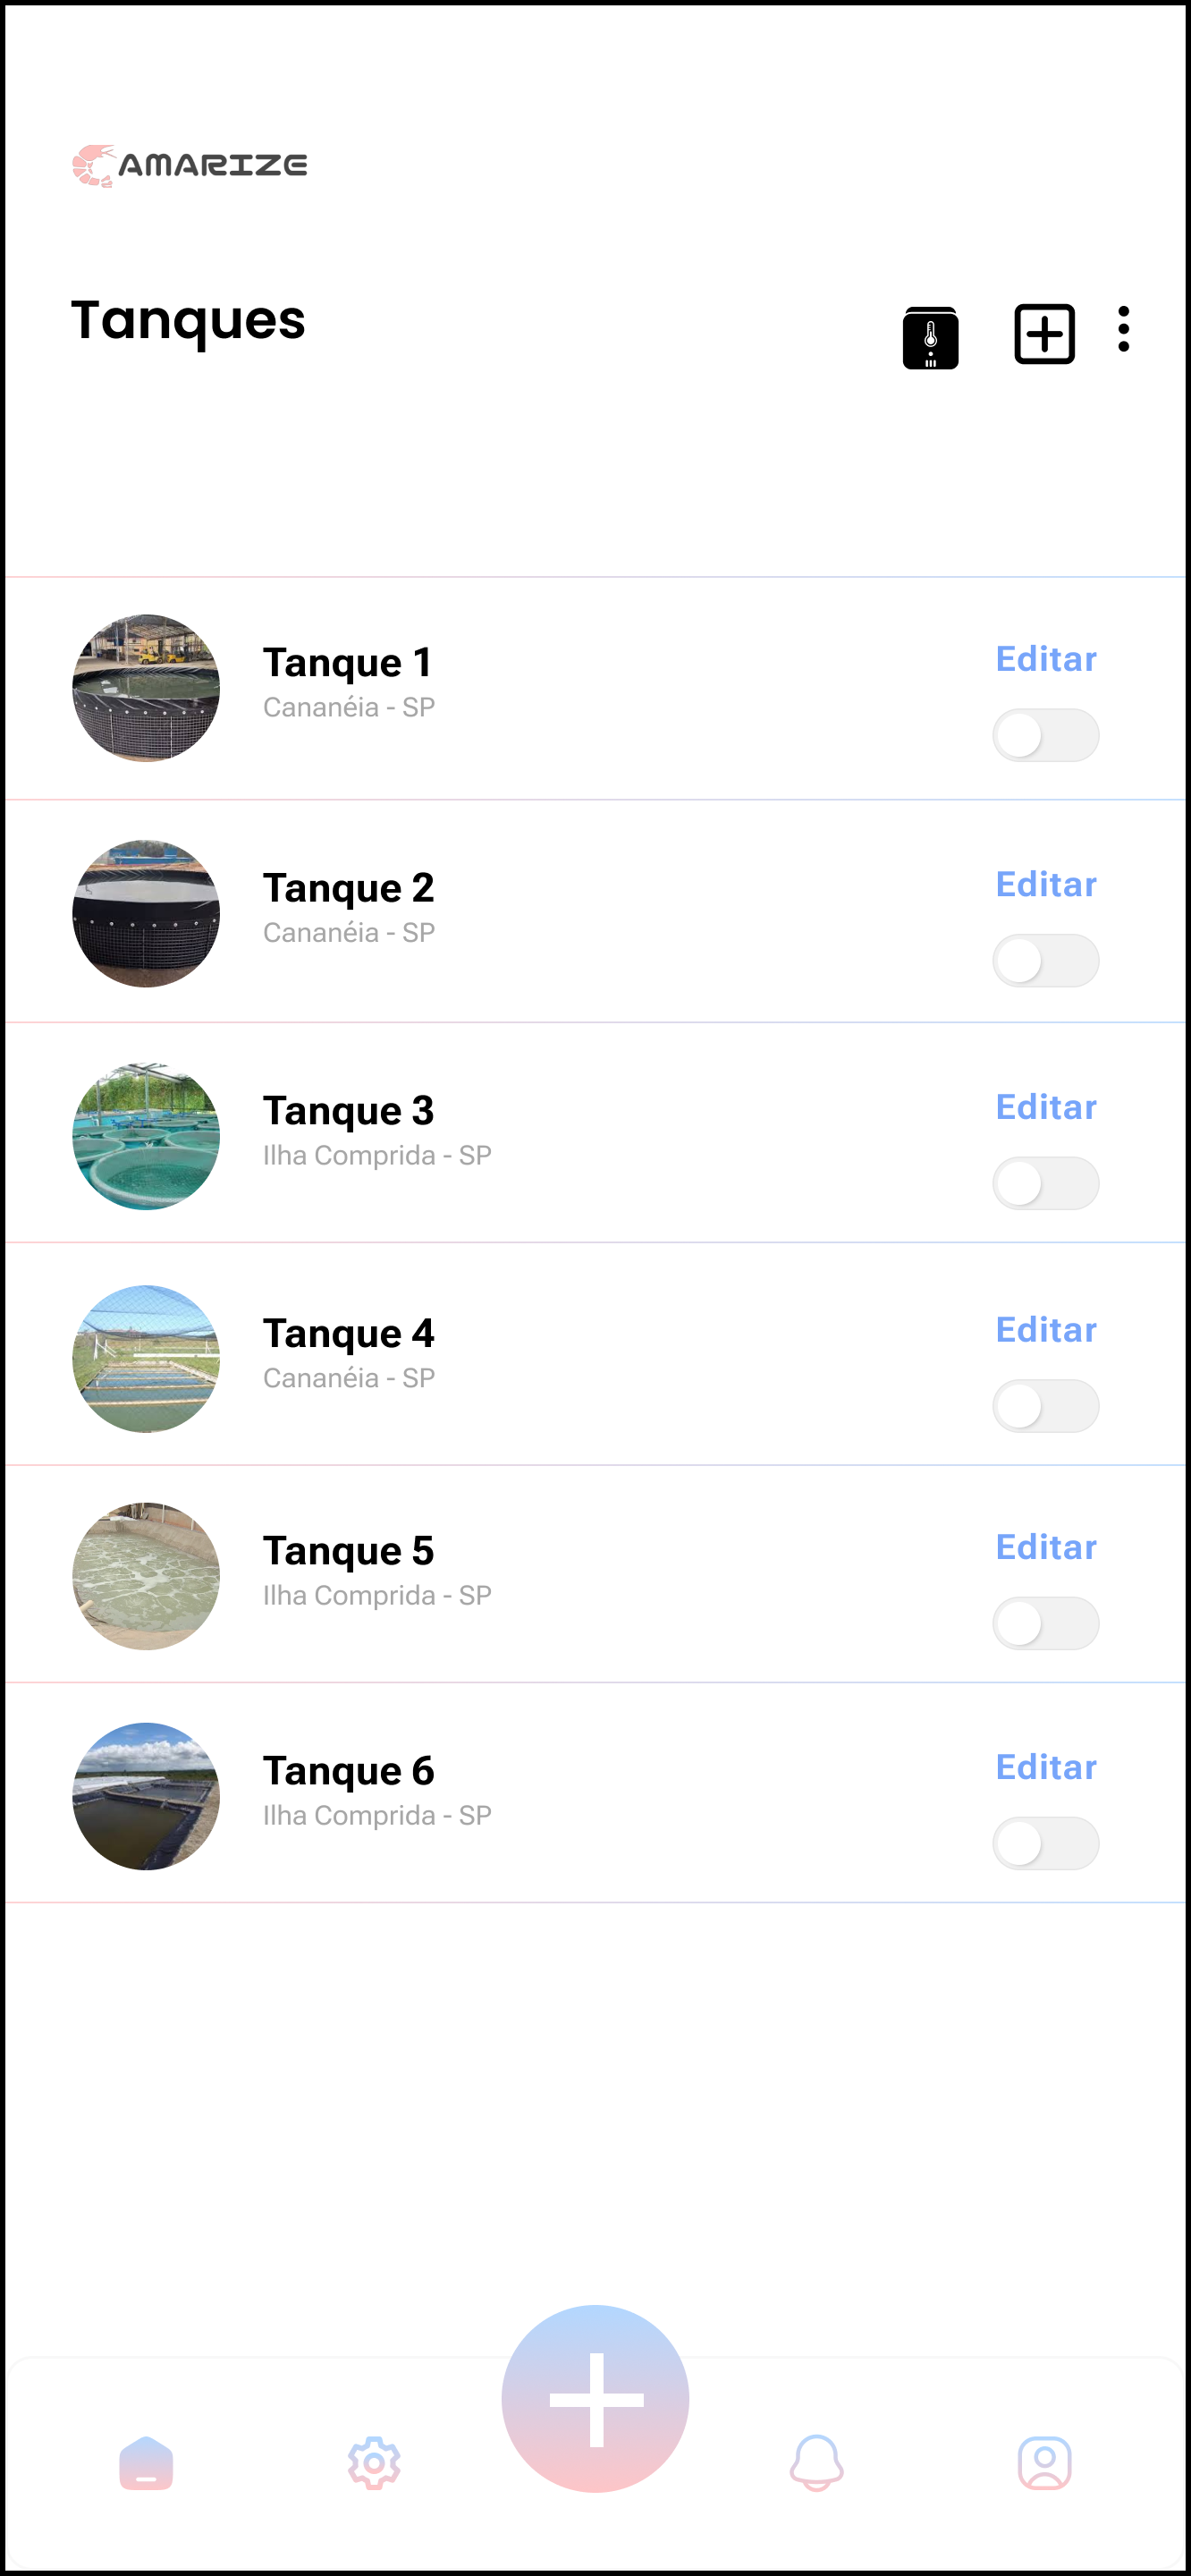 CAMARIZE
Tanques
Tanque 1
Cananéia - SP
Editar
Tanque 2
Cananéia - SP
Editar
Tanque 3
Ilha Comprida - SP
Editar
Tanque 4
Cananéia - SP
Editar
Tanque 5
Ilha Comprida - SP
Editar
Tanque 6
Ilha Comprida - SP
Editar